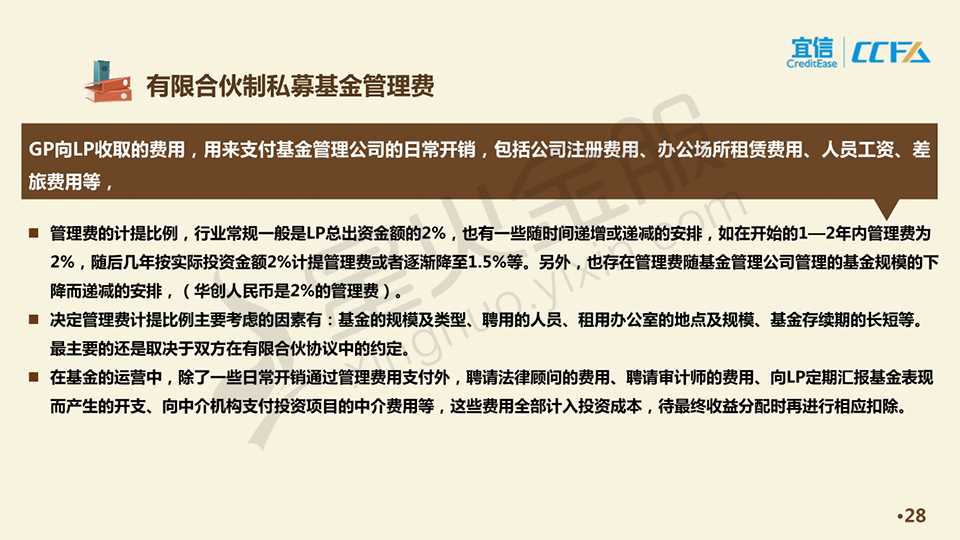 宜信
CreditEase
CCFA
有限合伙制私募基金管理费
GP向LP收取的费用，用来支付基金管理公司的日常开销，包括公司注册费用、办公场所租赁费用、人员工资、差
旅费用等，
■ 管理费的计提比例，行业常规一般是LP总出资金额的2%，也有一些随时间递增或递减的安排，如在开始的1—2年内管理费为
2%，随后几年按实际投资金额2%计提管理费或者逐渐降至1.5%等。另外，也存在管理费随基金管理公司管理的基金规模的下
降而递减的安排，（华创人民币是2%的管理费）。
■ 决定管理费计提比例主要考虑的因素有：基金的规模及类型、聘用的人员、租用办公室的地点及规模、基金存续期的长短等。
最主要的还是取决于双方在有限合伙协议中的约定。
■ 在基金的运营中，除了一些日常开销通过管理费用支付外，聘请法律顾问的费用、聘请审计师的费用、向LP定期汇报基金表现
而产生的开支、向中介机构支付投资项目的中介费用等，这些费用全部计入投资成本，待最终收益分配时再进行相应扣除。
星火金服
xinghuo.yixin.com
•28